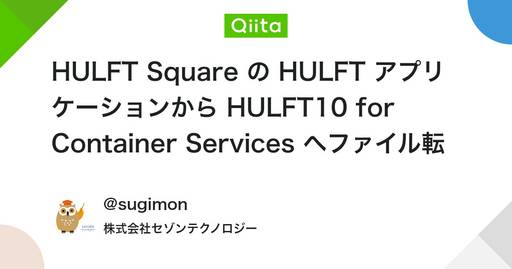 Qiita
HULFT Square の HULFT アプリ
ケーションから HULFT10 for
Container Services へファイル転
@sugimon
株式会社セゾンテクノロジー